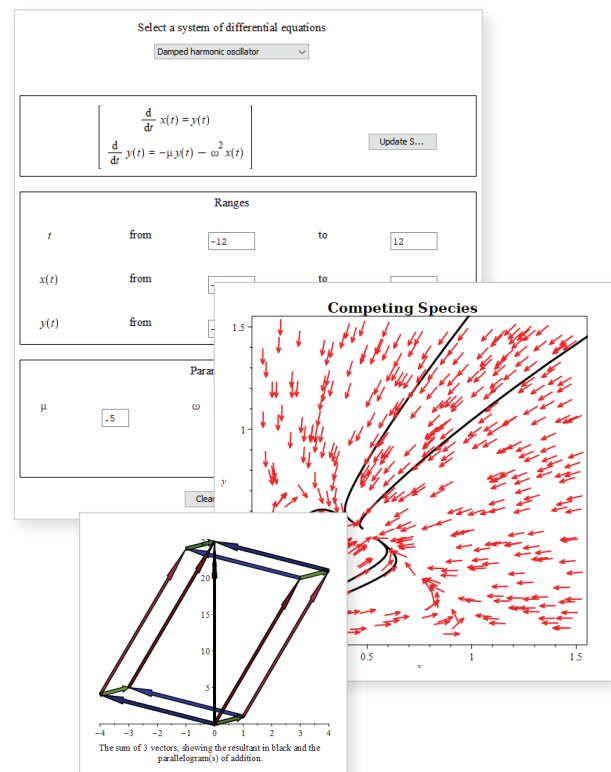 Select a system of differential equations
Damped harmonic oscillator
d/dt x(t) = y(t)
d/dt y(t) = -μ y(t) - ω² x(t)
Update S...
Ranges
t from -12 to 12
x(t) from - to
y(t) from -
Para
μ .5 ω
Clea
Competing Species
1.5
1
y
0.5 1 1.5
x
20
15
10
5
-4 -3 -2 -1 0 1 2 3 4
The sum of 3 vectors, showing the resultant in black and the
parallelogram(s) of addition.